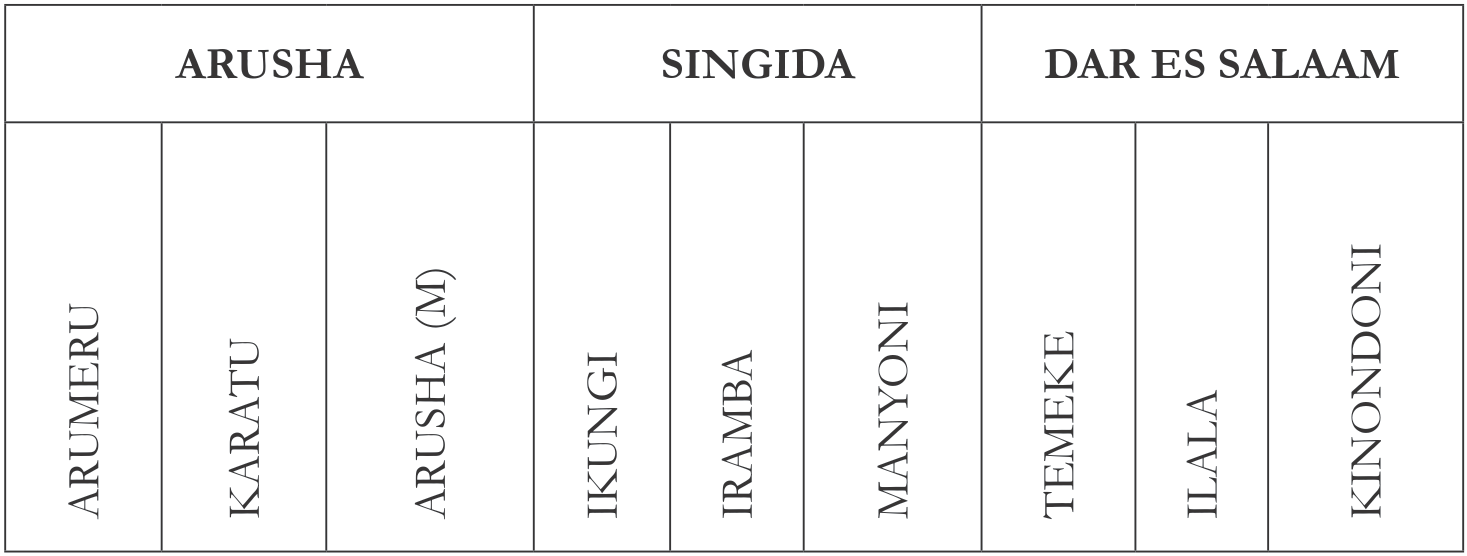 ARUSHA
SINGIDA
DAR ES SALAAM
ARUMERU
KARATU
ARUSHA (M)
IKUNGI
IRAMBA
MANYONI
TEMEKE
ILALA
KINONDONI